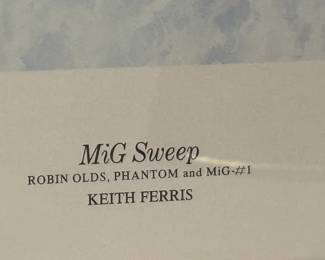 MiG Sweep
ROBIN OLDS, PHANTOM and MiG-#1
KEITH FERRIS